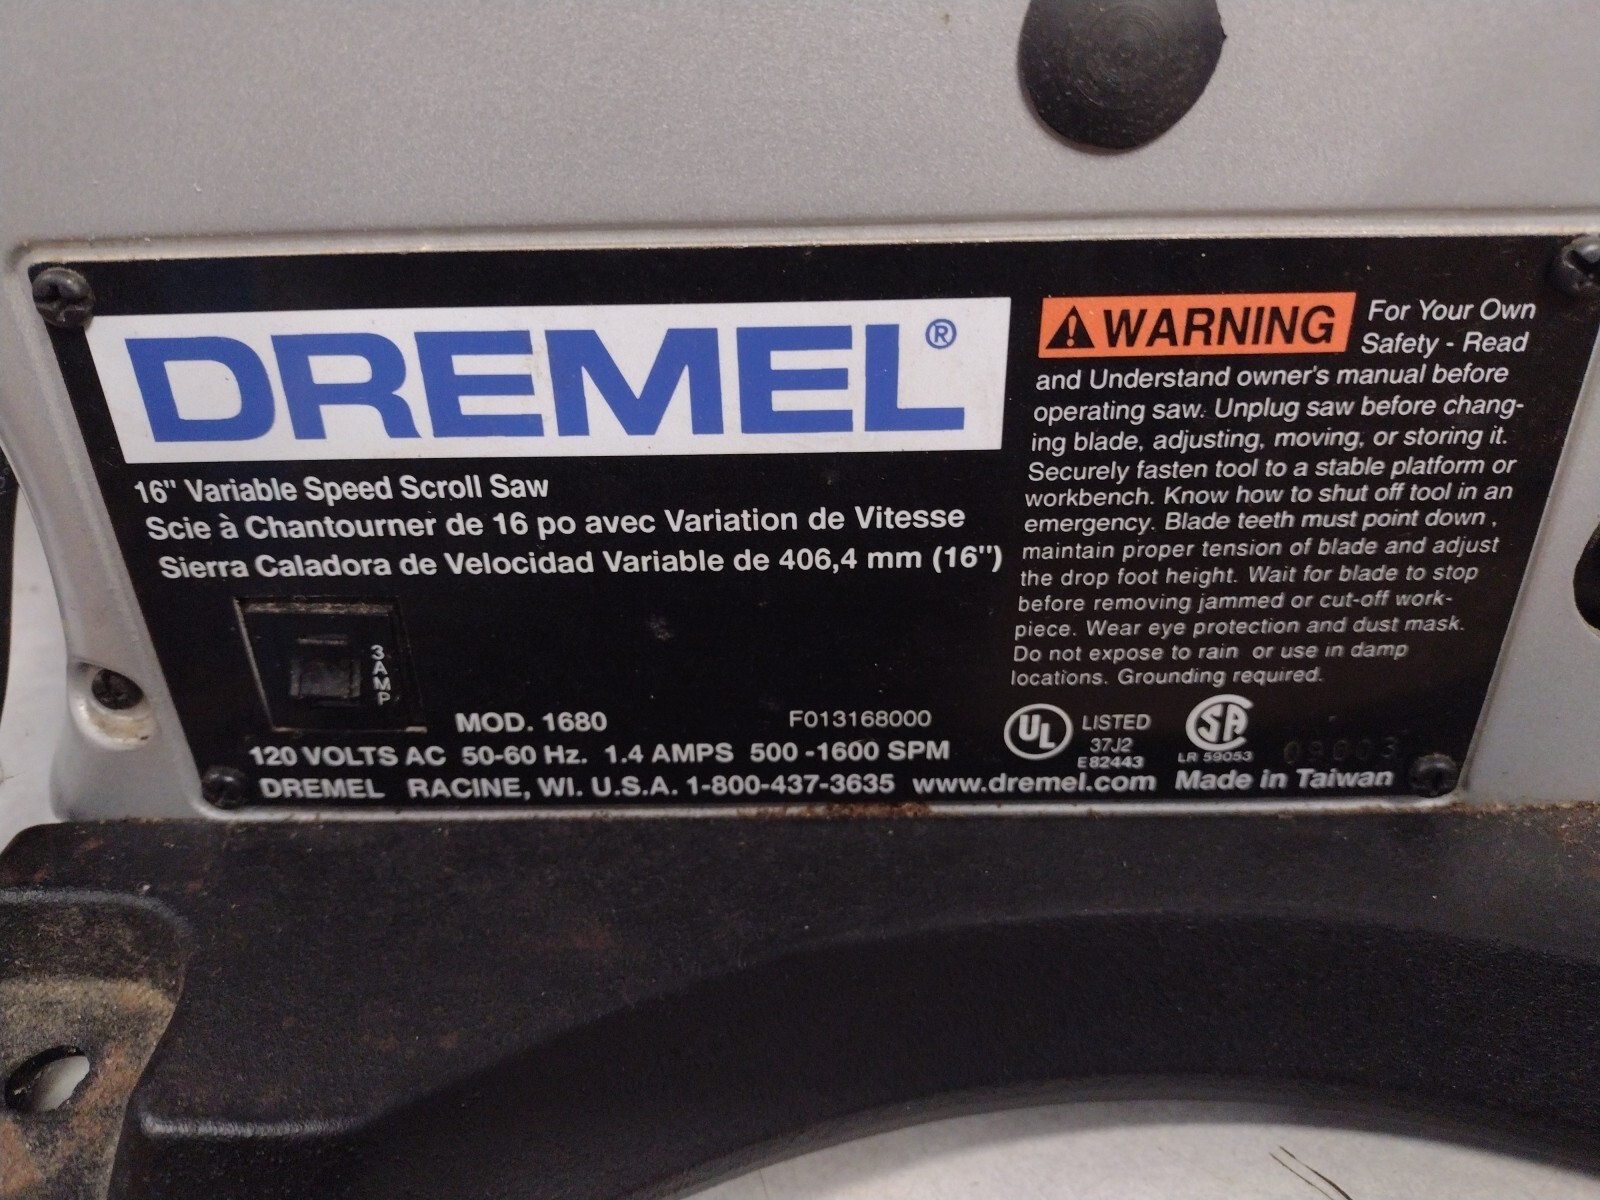 DREMEL®
16" Variable Speed Scroll Saw
Scie à Chantourner de 16 po avec Variation de Vitesse
Sierra Caladora de Velocidad Variable de 406,4 mm (16")
3 AMP
MOD. 1680 F013168000
120 VOLTS AC 50-60 Hz. 1.4 AMPS 500 -1600 SPM
DREMEL RACINE, WI. U.S.A. 1-800-437-3635 www.dremel.com Made in Taiwan
WARNING For Your Own
Safety - Read
and Understand owner's manual before
operating saw. Unplug saw before chang-
ing blade, adjusting, moving, or storing it.
Securely fasten tool to a stable platform or
workbench. Know how to shut off tool in an
emergency. Blade teeth must point down,
maintain proper tension of blade and adjust
the drop foot height. Wait for blade to stop
before removing jammed or cut-off work-
piece. Wear eye protection and dust mask.
Do not expose to rain or use in damp
locations. Grounding required.
UL LISTED
37J2
E82443
SA
LR 59053
09003